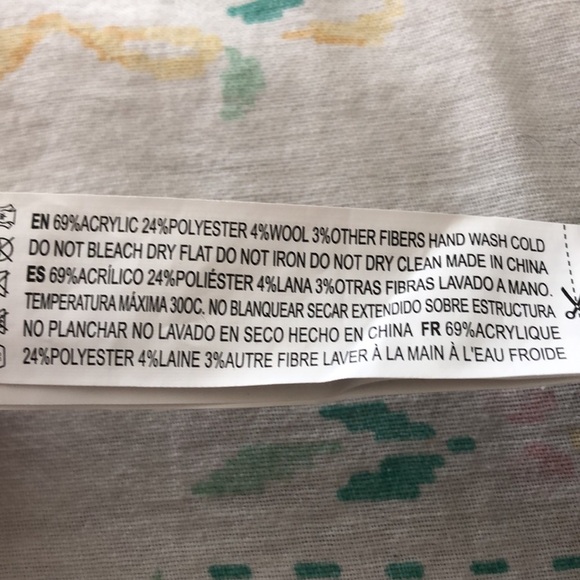 EN 69%ACRYLIC 24%POLYESTER 4%WOOL 3%OTHER FIBERS HAND WASH COLD
DO NOT BLEACH DRY FLAT DO NOT IRON DO NOT DRY CLEAN MADE IN CHINA
ES 69%ACRÍLICO 24%POLIÉSTER 4%LANA 3%OTRAS FIBRAS LAVADO A MANO.
TEMPERATURA MÁXIMA 30OC. NO BLANQUEAR SECAR EXTENDIDO SOBRE ESTRUCTURA
NO PLANCHAR NO LAVADO EN SECO HECHO EN CHINA FR 69%ACRYLIQUE
24%POLYESTER 4%LAINE 3%AUTRE FIBRE LAVER À LA MAIN À L'EAU FROIDE